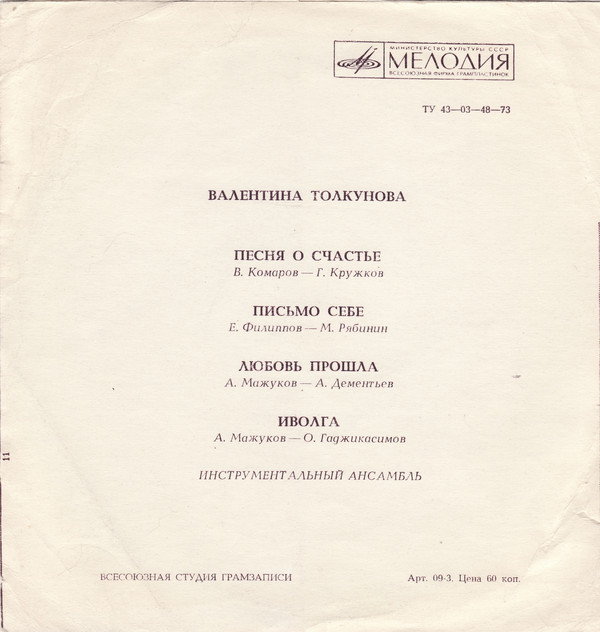 МИНИСТЕРСТВО КУЛЬТУРЫ СССР
МЕЛОДИЯ
ВСЕСОЮЗНАЯ ФИРМА ГРАМПЛАСТИНОК
ТУ 43—03—48—73
ВАЛЕНТИНА ТОЛКУНОВА
ПЕСНЯ О СЧАСТЬЕ
В. Комаров — Г. Кружков
ПИСЬМО СЕБЕ
Е. Филиппов — М. Рябинин
ЛЮБОВЬ ПРОШЛА
А. Мажуков — А. Дементьев
ИВОЛГА
А. Мажуков — О. Гаджикасимов
11
ИНСТРУМЕНТАЛЬНЫЙ АНСАМБЛЬ
ВСЕСОЮЗНАЯ СТУДИЯ ГРАМЗАПИСИ
Арт. 09-3. Цена 60 коп.